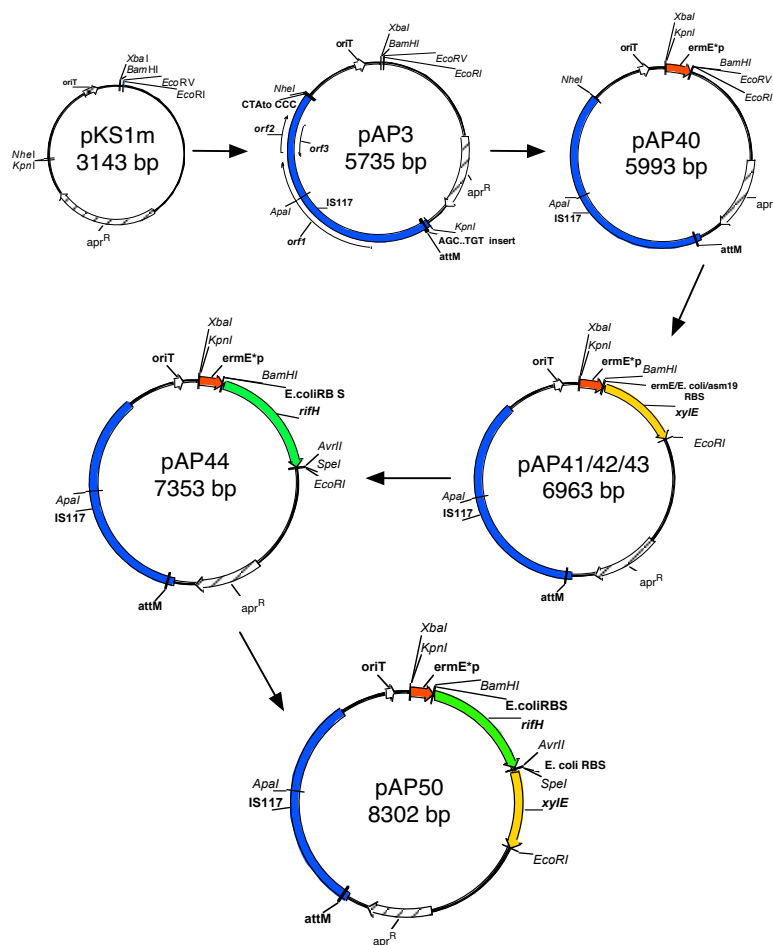 XbaI
BamHI
EcoRV
EcoRI
oriT
pKS1m
3143 bp
NheI
KpnI
apr^R
XbaI
BamHI
EcoRV
EcoRI
oriT
NheI
CTAto CCC
orf2
orf3
pAP3
5735 bp
apr^R
ApaI
IS117
orf1
KpnI
AGC..TGT insert
attM
XbaI
KpnI
ermE*p
oriT
BamHI
EcoRV
EcoRI
NheI
pAP40
5993 bp
ApaI
IS117
apr
attM
XbaI
KpnI
oriT
ermE*p
BamHI
E.coliRB S
rifH
AvrII
SpeI
EcoRI
pAP44
7353 bp
ApaI
IS117
attM
apr^R
XbaI
KpnI
oriT
ermE*p
BamHI
ermE/E. coli/asm19
RBS
xylE
EcoRI
pAP41/42/43
6963 bp
ApaI
IS117
attM
apr^R
XbaI
KpnI
oriT
ermE*p
BamHI
E.coliRBS
rifH
AvrII
E. coli RBS
SpeI
xylE
pAP50
8302 bp
ApaI
IS117
EcoRI
attM
apr^R